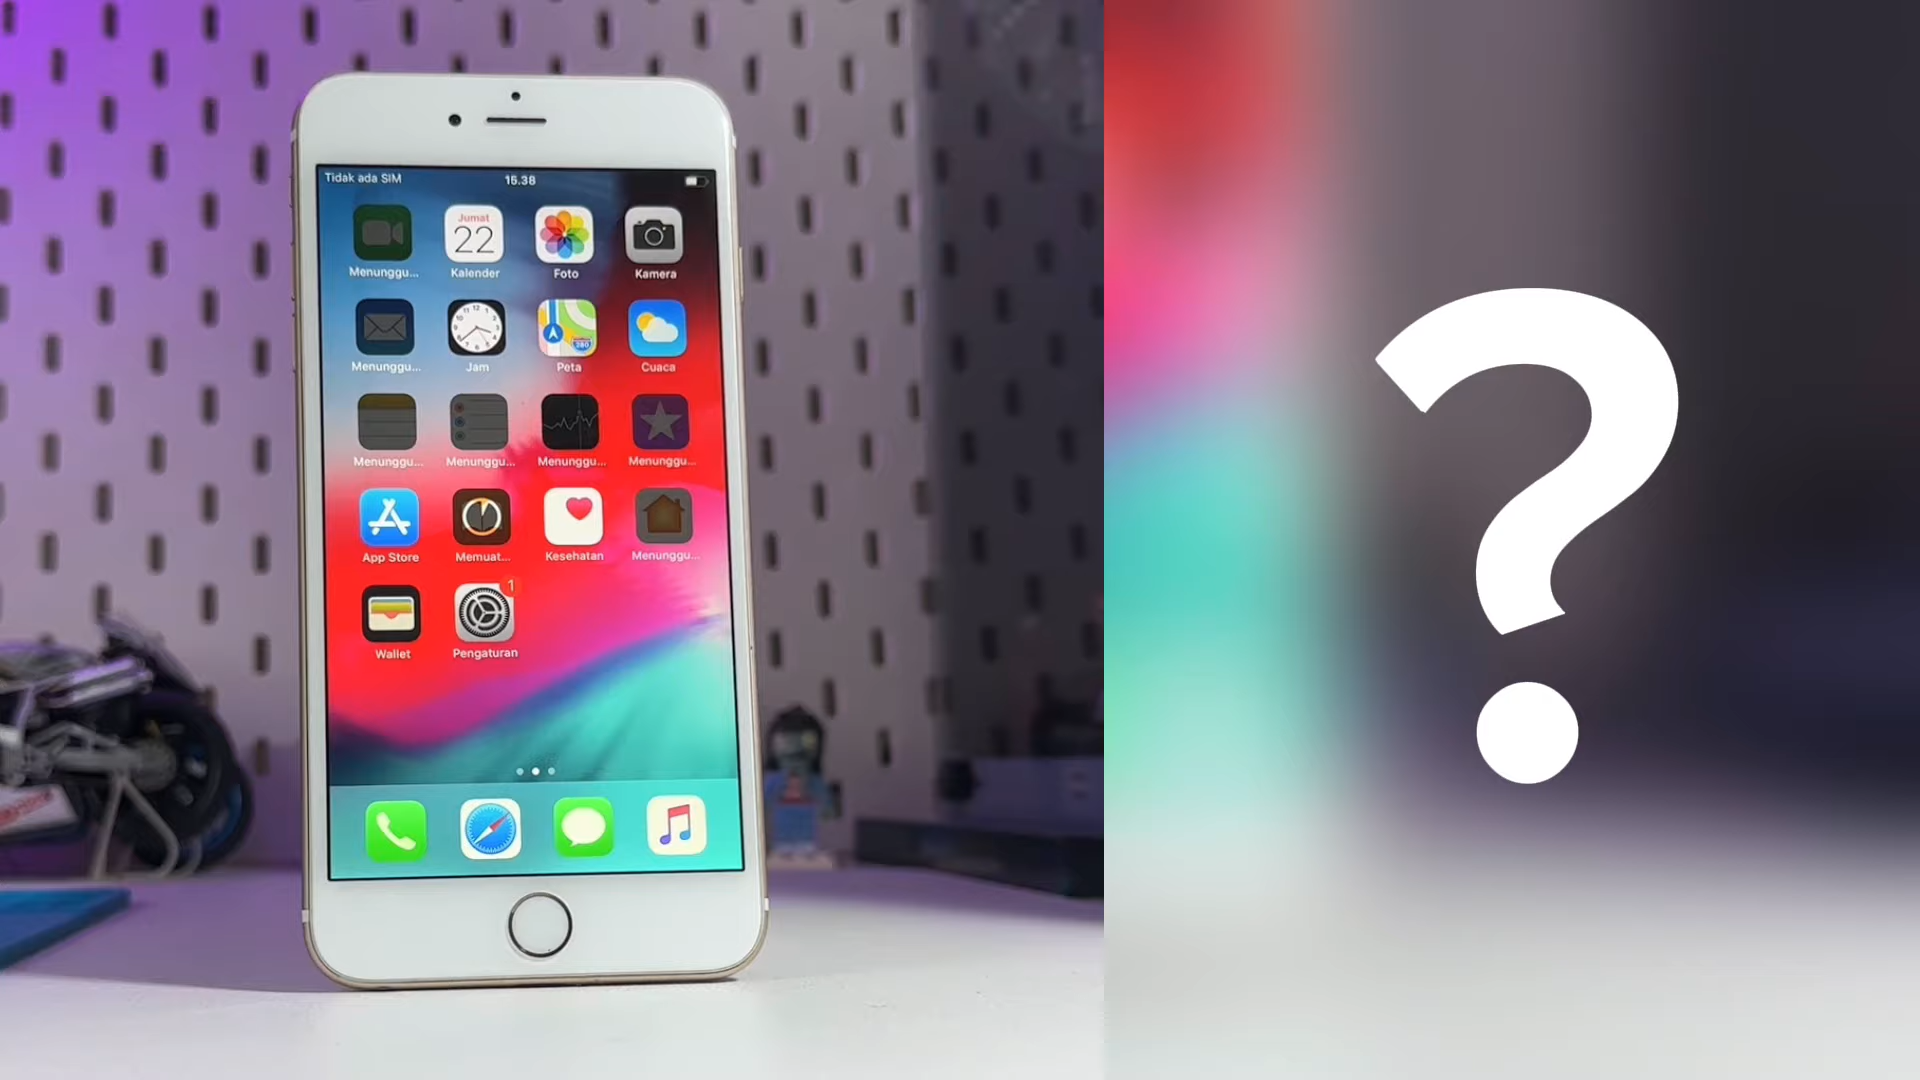 Tidak ada SIM
15.38
Menunggu...
Jumat
22
Kalender
Foto
Kamera
Menunggu...
Jam
Peta
280
Cuaca
Menunggu...
Menunggu...
Menunggu...
Menunggu...
App Store
Memuat...
Kesehatan
Menunggu...
Wallet
1
Pengaturan
?